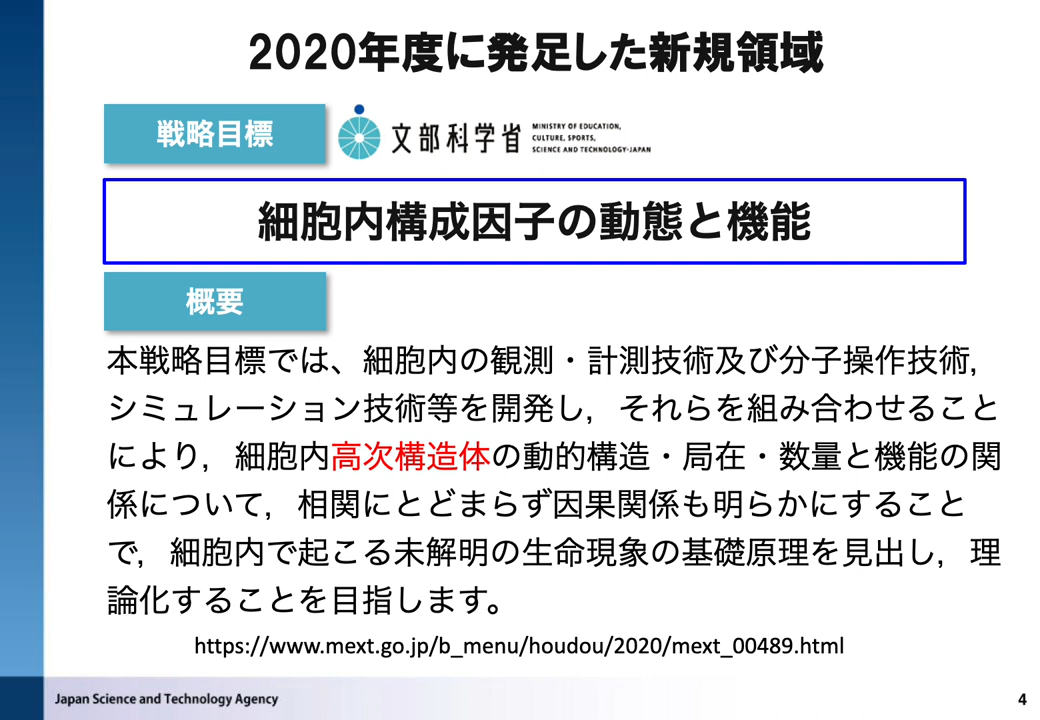 2020年度に発足した新規領域
戦略目標
文部科学省
MINISTRY OF EDUCATION,
CULTURE, SPORTS,
SCIENCE AND TECHNOLOGY-JAPAN
細胞内構成因子の動態と機能
概要
本戦略目標では、細胞内の観測・計測技術及び分子操作技術，
シミュレーション技術等を開発し，それらを組み合わせること
により，細胞内高次構造体の動的構造・局在・数量と機能の関
係について，相関にとどまらず因果関係も明らかにすること
で，細胞内で起こる未解明の生命現象の基礎原理を見出し，理
論化することを目指します。
https://www.mext.go.jp/b_menu/houdou/2020/mext_00489.html
Japan Science and Technology Agency
4